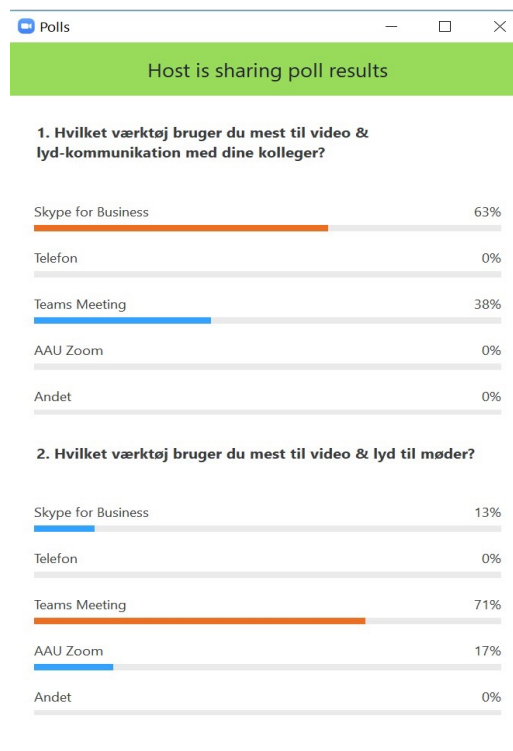 Polls
Host is sharing poll results
1. Hvilket værktøj bruger du mest til video &
lyd-kommunikation med dine kolleger?
Skype for Business 63%
Telefon 0%
Teams Meeting 38%
AAU Zoom 0%
Andet 0%
2. Hvilket værktøj bruger du mest til video & lyd til møder?
Skype for Business 13%
Telefon 0%
Teams Meeting 71%
AAU Zoom 17%
Andet 0%